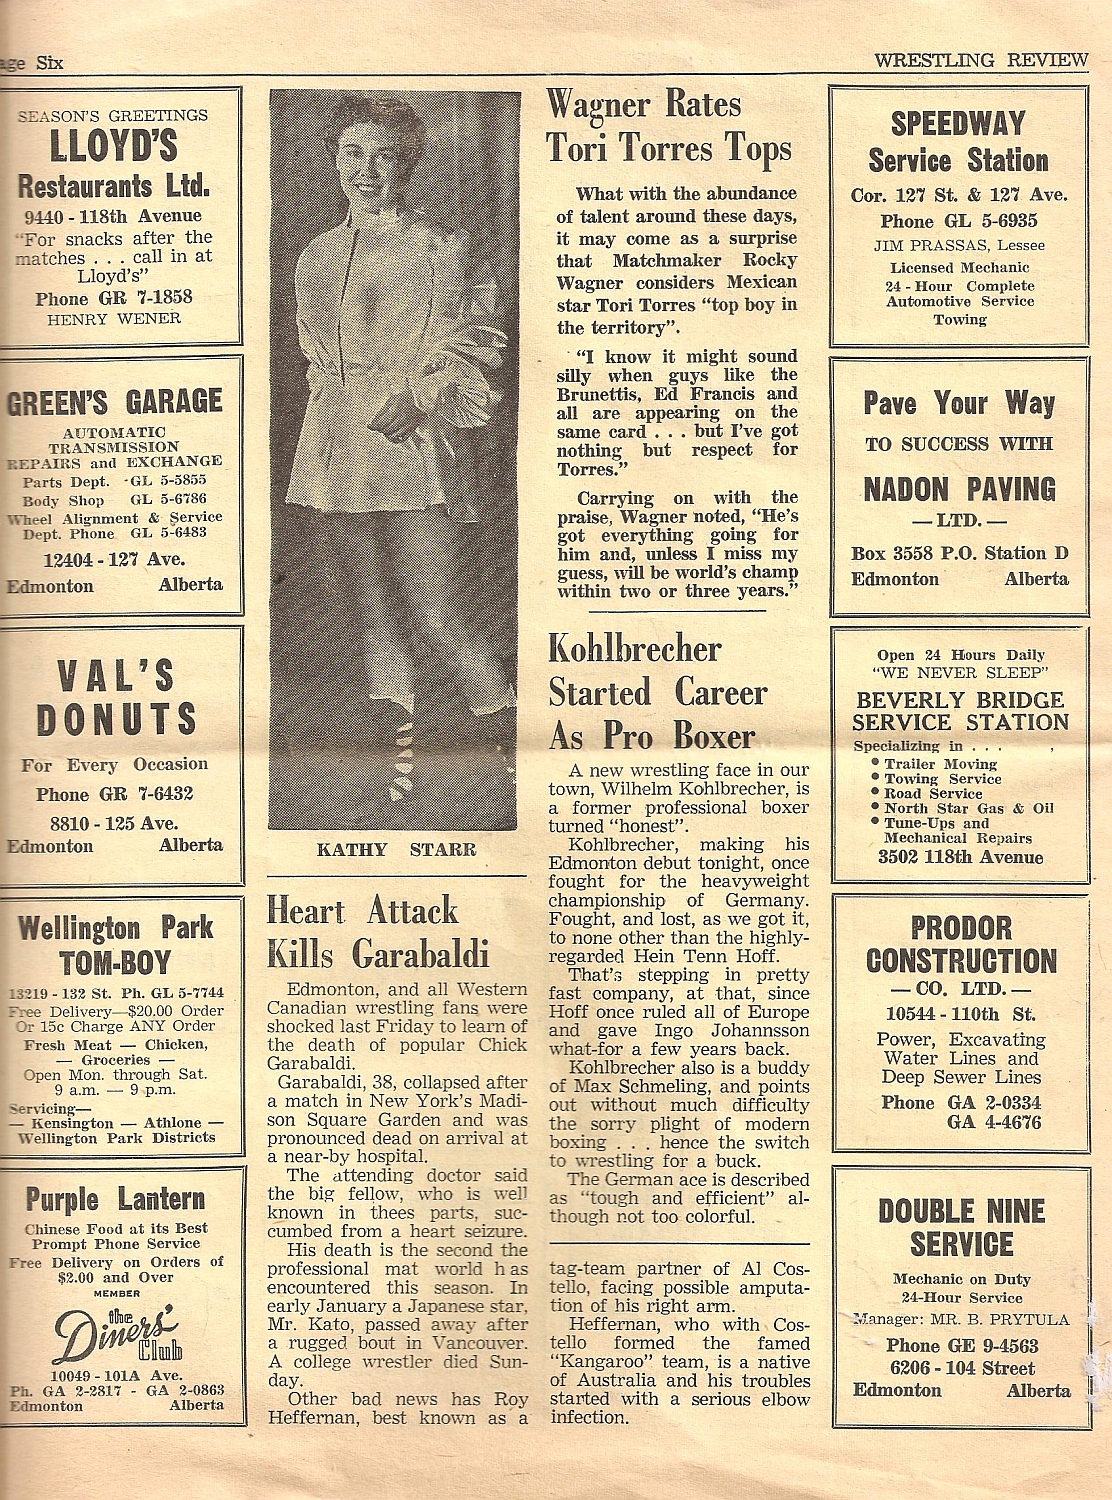 age Six
WRESTLING REVIEW
SEASON'S GREETINGS
LLOYD'S
Restaurants Ltd.
9440 - 118th Avenue
"For snacks after the
matches . . . call in at
Lloyd's"
Phone GR 7-1858
HENRY WENER
GREEN'S GARAGE
AUTOMATIC
TRANSMISSION
REPAIRS and EXCHANGE
Parts Dept. - GL 5-5855
Body Shop GL 5-6786
Wheel Alignment & Service
Dept. Phone GL 5-6483
12404 - 127 Ave.
Edmonton Alberta
VAL'S
DONUTS
For Every Occasion
Phone GR 7-6432
8810 - 125 Ave.
Edmonton Alberta
Wellington Park
TOM-BOY
13219 - 132 St. Ph. GL 5-7744
Free Delivery—$20.00 Order
Or 15c Charge ANY Order
Fresh Meat — Chicken,
— Groceries —
Open Mon. through Sat.
9 a.m. — 9 p.m.
Servicing—
— Kensington — Athlone —
Wellington Park Districts
Purple Lantern
Chinese Food at its Best
Prompt Phone Service
Free Delivery on Orders of
$2.00 and Over
MEMBER
the
Diners'
Club
10049 - 101A Ave.
Ph. GA 2-2817 - GA 2-0863
Edmonton Alberta
KATHY STARR
Heart Attack
Kills Garabaldi
Edmonton, and all Western
Canadian wrestling fans were
shocked last Friday to learn of
the death of popular Chick
Garabaldi.
Garabaldi, 38, collapsed after
a match in New York's Madi-
son Square Garden and was
pronounced dead on arrival at
a near-by hospital.
The attending doctor said
the big fellow, who is well
known in thees parts, suc-
cumbed from a heart seizure.
His death is the second the
professional mat world has
encountered this season. In
early January a Japanese star,
Mr. Kato, passed away after
a rugged bout in Vancouver.
A college wrestler died Sun-
day.
Other bad news has Roy
Heffernan, best known as a
Wagner Rates
Tori Torres Tops
What with the abundance
of talent around these days,
it may come as a surprise
that Matchmaker Rocky
Wagner considers Mexican
star Tori Torres "top boy in
the territory".
"I know it might sound
silly when guys like the
Brunettis, Ed Francis and
all are appearing on the
same card . . . but I've got
nothing but respect for
Torres."
Carrying on with the
praise, Wagner noted, "He's
got everything going for
him and, unless I miss my
guess, will be world's champ
within two or three years."
Kohlbrecher
Started Career
As Pro Boxer
A new wrestling face in our
town, Wilhelm Kohlbrecher, is
a former professional boxer
turned "honest".
Kohlbrecher, making his
Edmonton debut tonight, once
fought for the heavyweight
championship of Germany.
Fought, and lost, as we got it,
to none other than the highly-
regarded Hein Tenn Hoff.
That's stepping in pretty
fast company, at that, since
Hoff once ruled all of Europe
and gave Ingo Johannsson
what-for a few years back.
Kohlbrecher also is a buddy
of Max Schmeling, and points
out without much difficulty
the sorry plight of modern
boxing . . . hence the switch
to wrestling for a buck.
The German ace is described
as "tough and efficient" al-
though not too colorful.
tag-team partner of Al Cos-
tello, facing possible amputa-
tion of his right arm.
Heffernan, who with Cos-
tello formed the famed
"Kangaroo" team, is a native
of Australia and his troubles
started with a serious elbow
infection.
SPEEDWAY
Service Station
Cor. 127 St. & 127 Ave.
Phone GL 5-6935
JIM PRASSAS, Lessee
Licensed Mechanic
24 - Hour Complete
Automotive Service
Towing
Pave Your Way
TO SUCCESS WITH
NADON PAVING
— LTD. —
Box 3558 P.O. Station D
Edmonton Alberta
Open 24 Hours Daily
"WE NEVER SLEEP"
BEVERLY BRIDGE
SERVICE STATION
Specializing in . . .
• Trailer Moving
• Towing Service
• Road Service
• North Star Gas & Oil
• Tune-Ups and
Mechanical Repairs
3502 118th Avenue
PRODOR
CONSTRUCTION
— CO. LTD. —
10544 - 110th St.
Power, Excavating
Water Lines and
Deep Sewer Lines
Phone GA 2-0334
GA 4-4676
DOUBLE NINE
SERVICE
Mechanic on Duty
24-Hour Service
Manager: MR. B. PRYTULA
Phone GE 9-4563
6206 - 104 Street
Edmonton Alberta